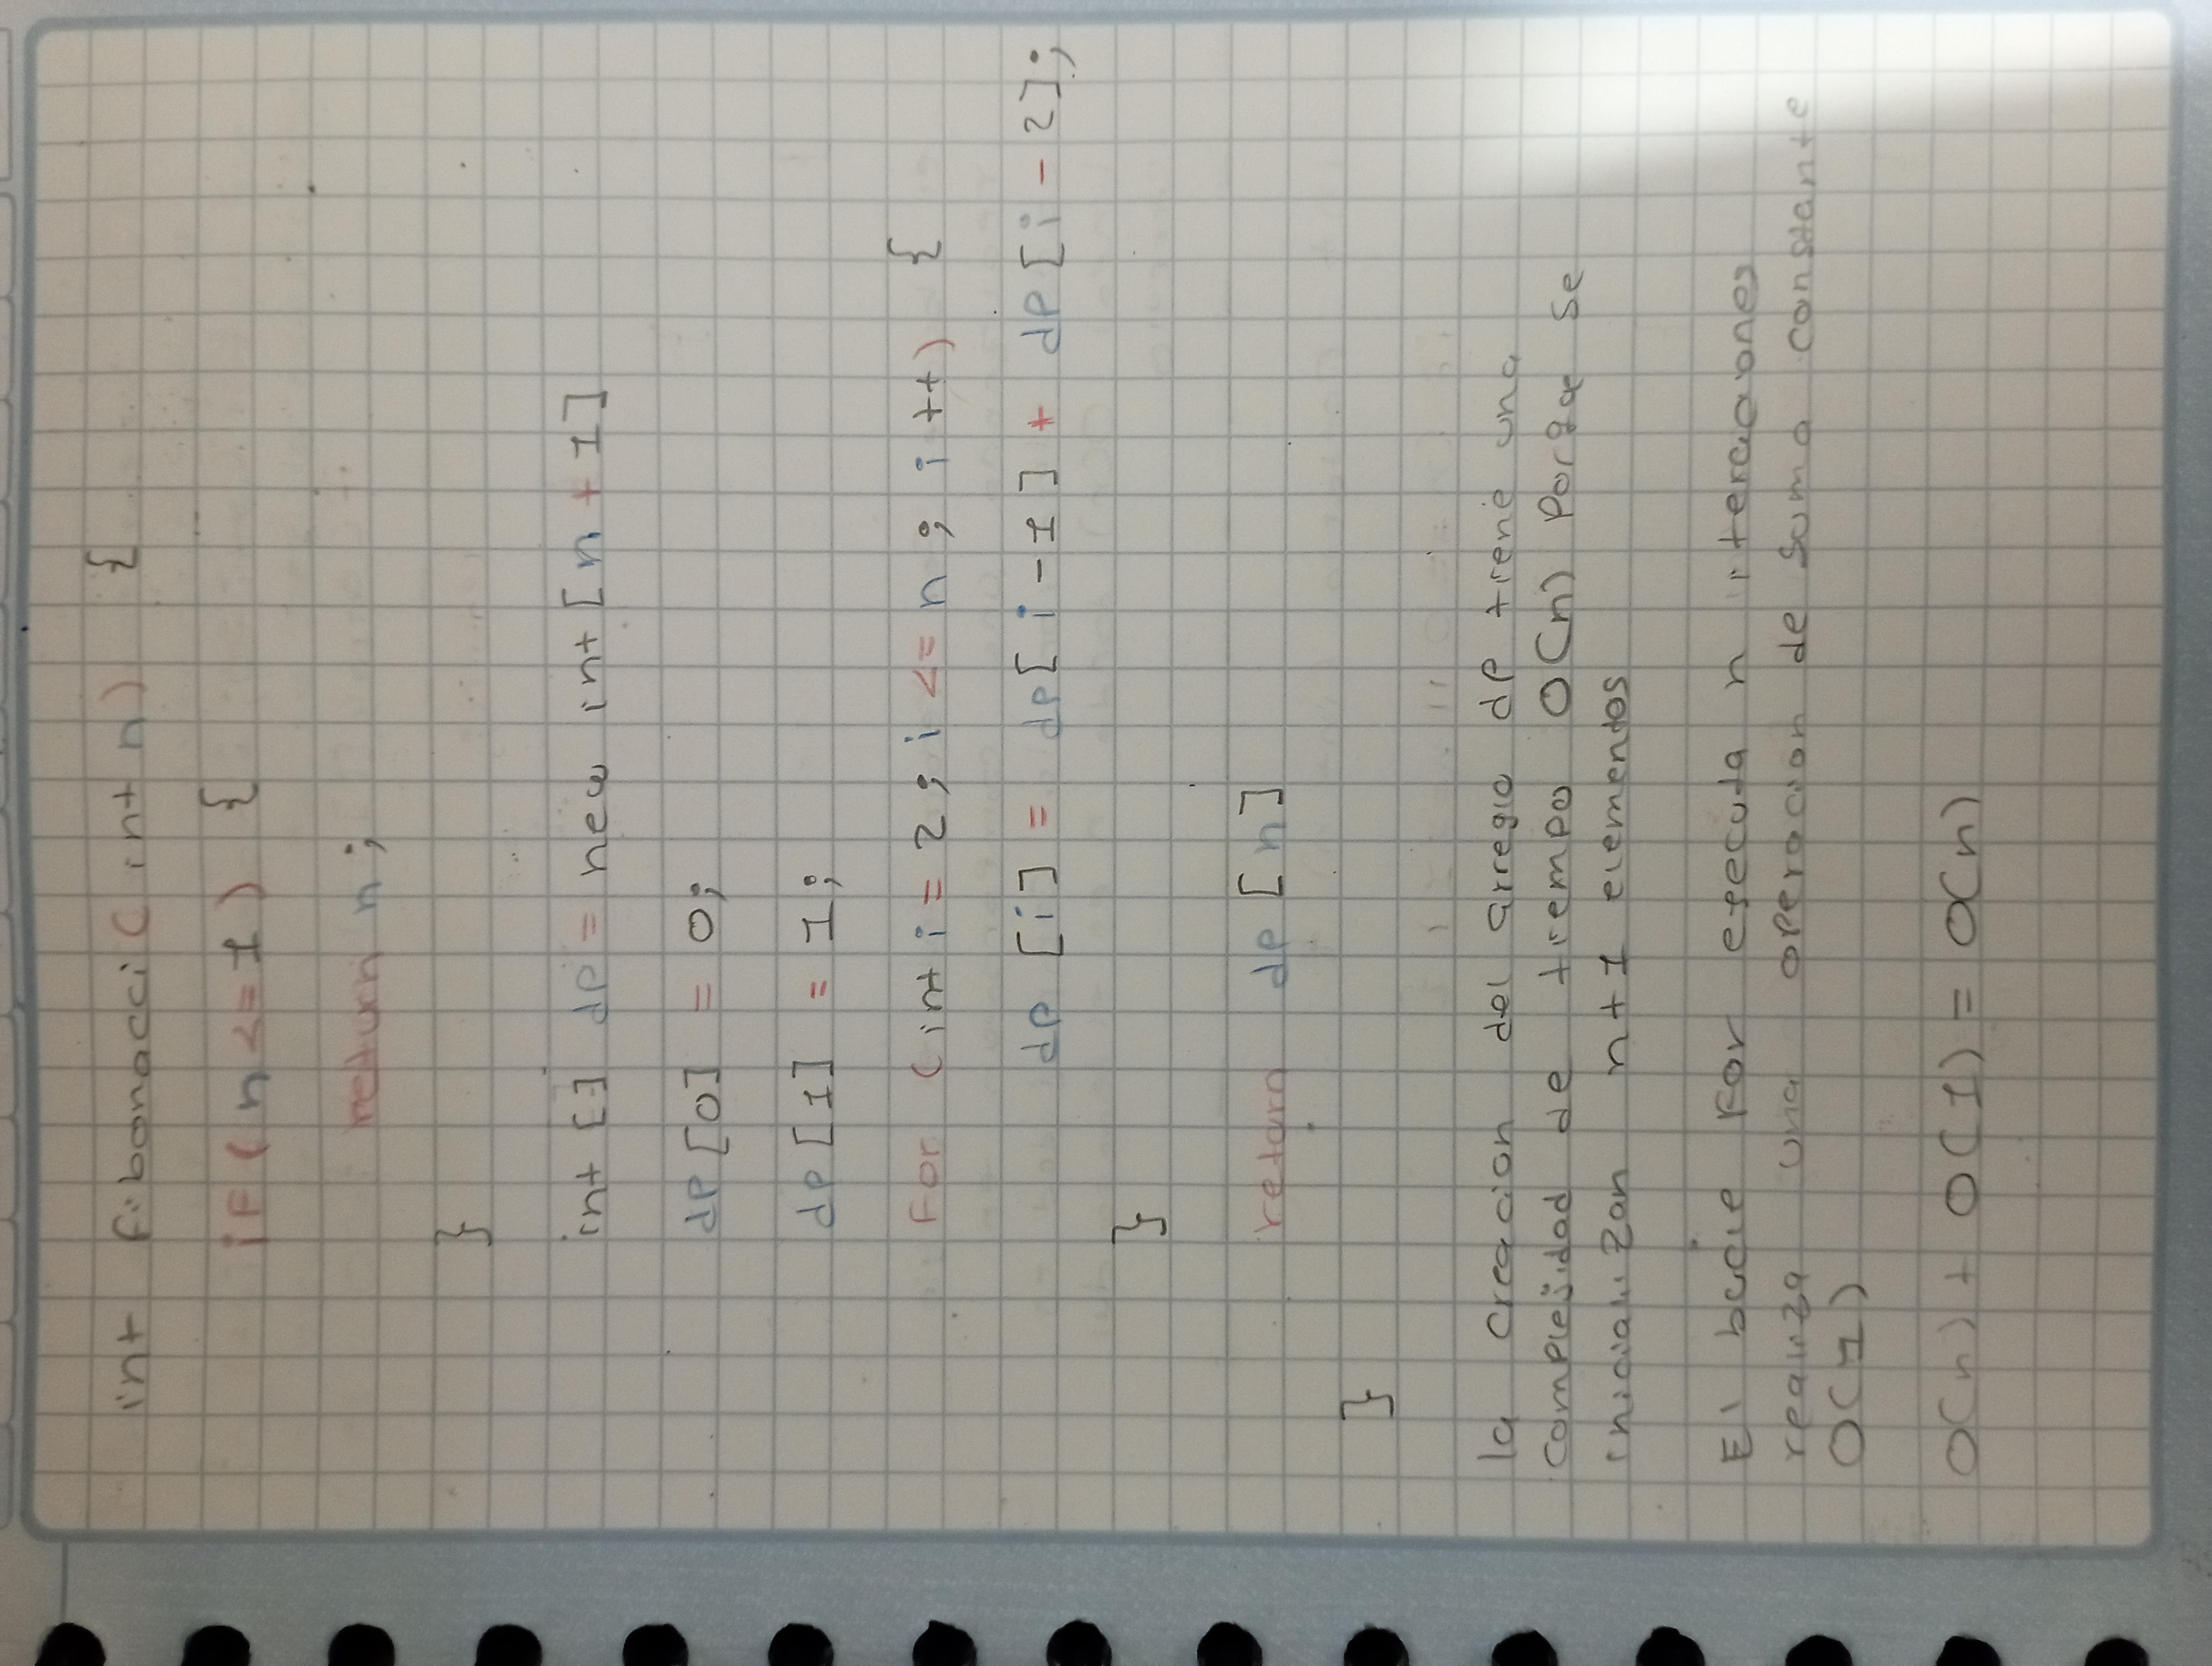 int fibonacci( int n) {
iF ( n <= 1 ) {
return n ;
}
int [] dp = new int [ n + 1 ]
dp [0] = 0;
dp [1] = 1;
For ( int i = 2 ; i <= n ; i ++) {
dp [i] = dp[ i - 1 ] + dp [ i - 2 ];
}
return dp [n]
}
la creacion del arreglo dp tiene una
complejidad de tiempo O(n) Porque se
inicializan n + 1 elementos
El bucle For ejecuta n iteraciones
realiza una operacion de suma constante
O(1)
O(n) + O(1) = O(n)